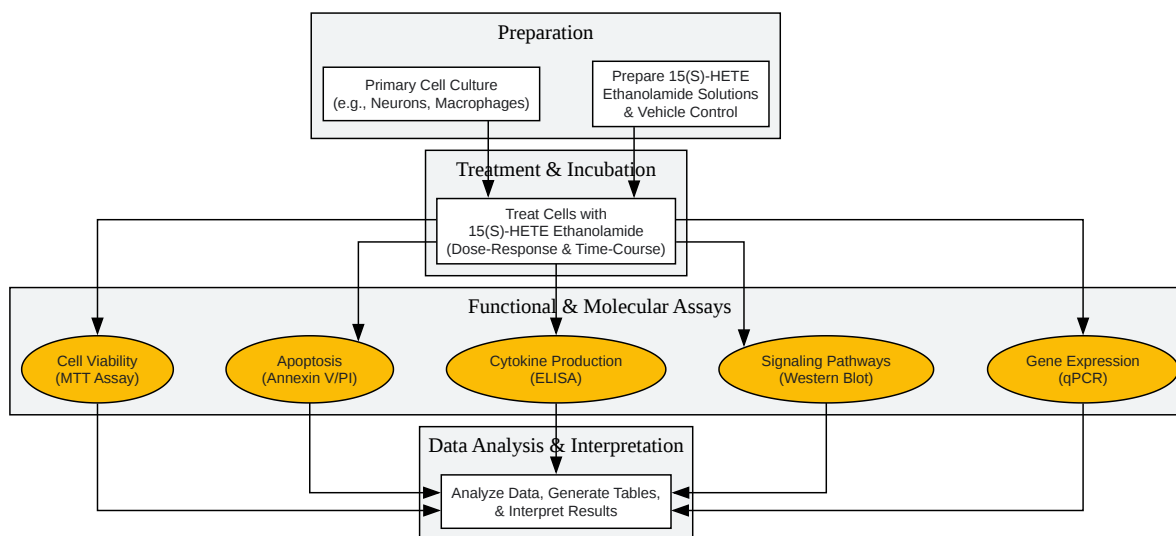 Preparation
Primary Cell Culture
(e.g., Neurons, Macrophages)
Prepare 15(S)-HETE
Ethanolamide Solutions
& Vehicle Control
Treatment & Incubation
Treat Cells with
15(S)-HETE Ethanolamide
(Dose-Response & Time-Course)
Functional & Molecular Assays
Cell Viability
(MTT Assay)
Apoptosis
(Annexin V/PI)
Cytokine Production
(ELISA)
Signaling Pathways
(Western Blot)
Gene Expression
(qPCR)
Data Analysis & Interpretation
Analyze Data, Generate Tables,
& Interpret Results